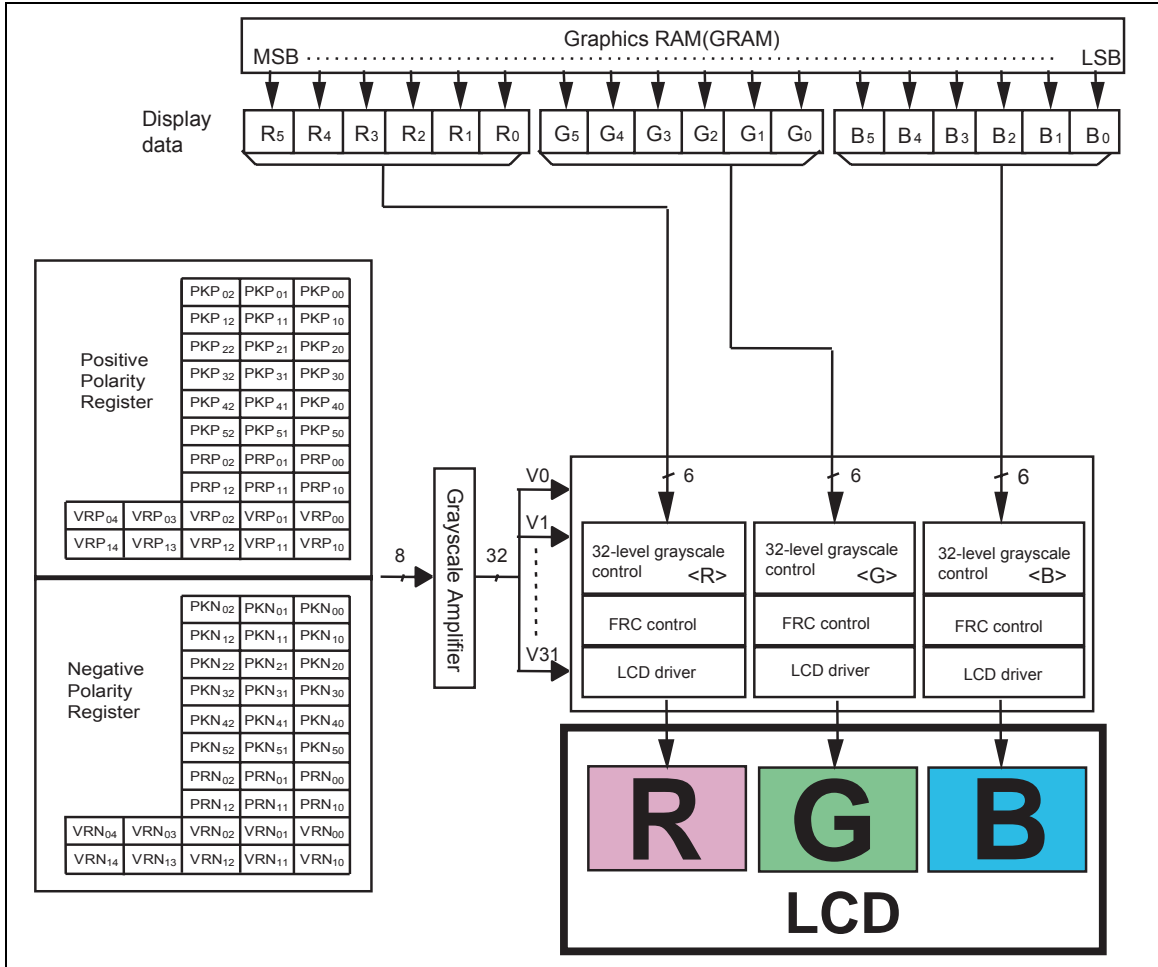 Graphics RAM(GRAM)
MSB LSB
Display
data
R5 R4 R3 R2 R1 R0 G5 G4 G3 G2 G1 G0 B5 B4 B3 B2 B1 B0
Positive
Polarity
Register
PKP02 PKP01 PKP00
PKP12 PKP11 PKP10
PKP22 PKP21 PKP20
PKP32 PKP31 PKP30
PKP42 PKP41 PKP40
PKP52 PKP51 PKP50
PRP02 PRP01 PRP00
PRP12 PRP11 PRP10
VRP04 VRP03 VRP02 VRP01 VRP00
VRP14 VRP13 VRP12 VRP11 VRP10
Negative
Polarity
Register
PKN02 PKN01 PKN00
PKN12 PKN11 PKN10
PKN22 PKN21 PKN20
PKN32 PKN31 PKN30
PKN42 PKN41 PKN40
PKN52 PKN51 PKN50
PRN02 PRN01 PRN00
PRN12 PRN11 PRN10
VRN04 VRN03 VRN02 VRN01 VRN00
VRN14 VRN13 VRN12 VRN11 VRN10
8
Grayscale Amplifier
32
V0
V1
V31
6 6 6
32-level grayscale
control <R>
FRC control
LCD driver
32-level grayscale
control <G>
FRC control
LCD driver
32-level grayscale
control <B>
FRC control
LCD driver
R G B
LCD